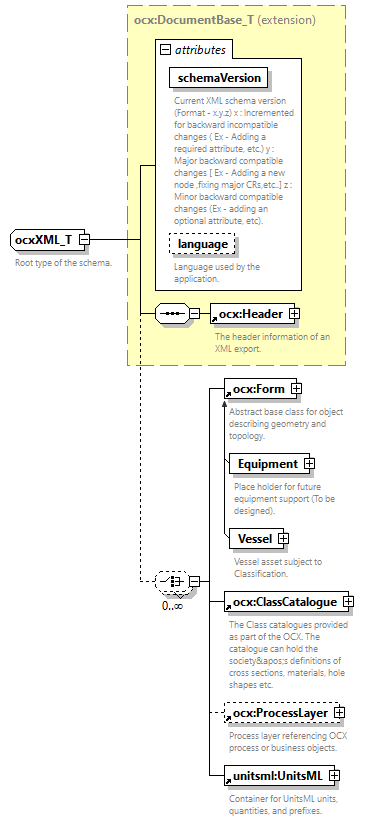 ocx:DocumentBase_T (extension)
attributes
schemaVersion
Current XML schema version
(Format - x.y.z) x : Incremented
for backward incompatible
changes ( Ex - Adding a
required attribute, etc.) y :
Major backward compatible
changes [ Ex - Adding a new
node ,fixing major CRs,etc..] z :
Minor backward compatible
changes (Ex - adding an
optional attribute, etc).
language
Language used by the
application.
ocxXML_T
Root type of the schema.
ocx:Header
The header information of an
XML export.
ocx:Form
Abstract base class for object
describing geometry and
topology.
Equipment
Place holder for future
equipment support (To be
designed).
Vessel
Vessel asset subject to
Classification.
0..∞
ocx:ClassCatalogue
The Class catalogues provided
as part of the OCX. The
catalogue can hold the
society&apos;s definitions of
cross sections, materials, hole
shapes etc.
ocx:ProcessLayer
Process layer referencing OCX
process or business objects.
unitsml:UnitsML
Container for UnitsML units,
quantities, and prefixes.